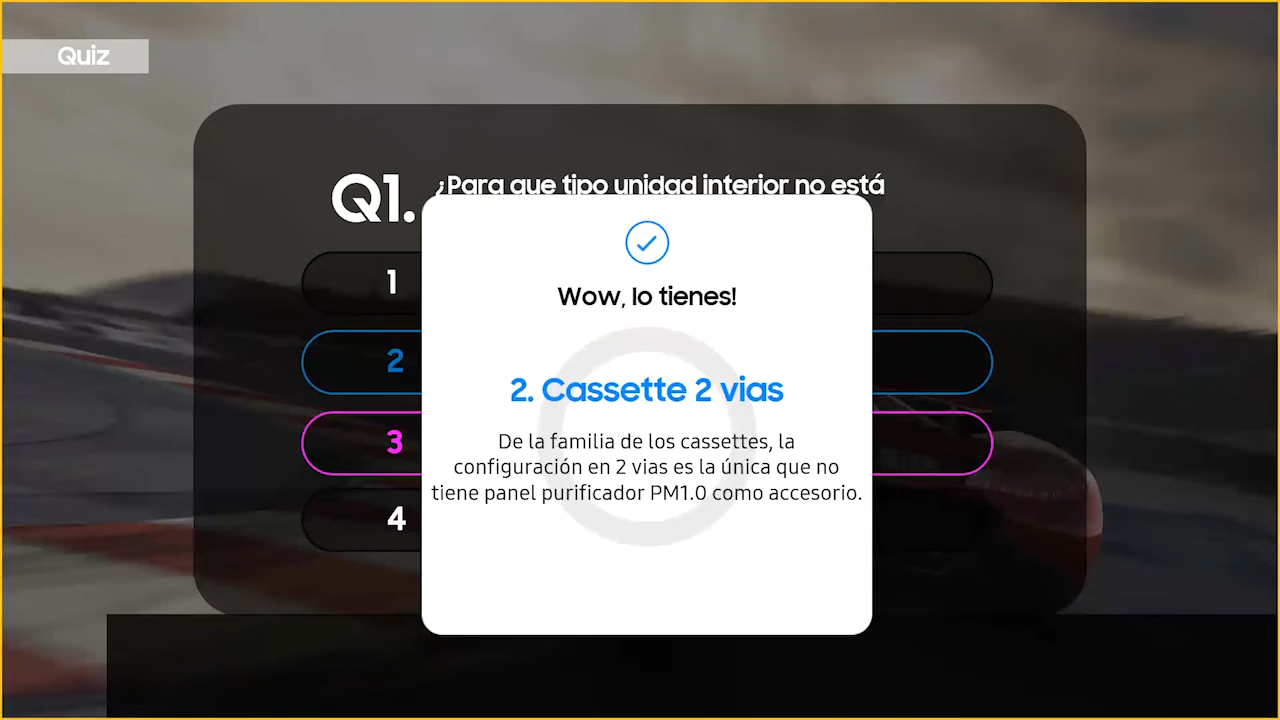 Quiz
Q1.
¿Para que tipo unidad interior no está
1
2
3
4
Wow, lo tienes!
2. Cassette 2 vias
De la familia de los cassettes, la
configuración en 2 vias es la única que no
tiene panel purificador PM1.0 como accesorio.